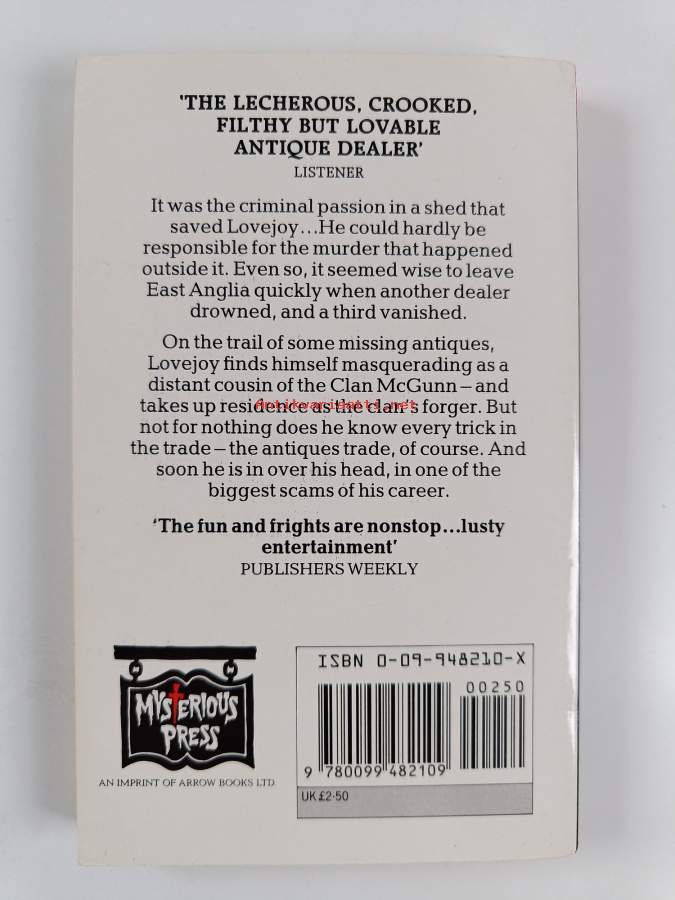 'THE LECHEROUS, CROOKED,
FILTHY BUT LOVABLE
ANTIQUE DEALER'
LISTENER
It was the criminal passion in a shed that
saved Lovejoy...He could hardly be
responsible for the murder that happened
outside it. Even so, it seemed wise to leave
East Anglia quickly when another dealer
drowned, and a third vanished.
On the trail of some missing antiques,
Lovejoy finds himself masquerading as a
distant cousin of the Clan McGunn – and
takes up residence as the clan's forger. But
not for nothing does he know every trick in
the trade – the antiques trade, of course. And
soon he is in over his head, in one of the
biggest scams of his career.
'The fun and frights are nonstop...lusty
entertainment'
PUBLISHERS WEEKLY
MYSTERIOUS
PRESS
AN IMPRINT OF ARROW BOOKS LTD.
ISBN 0-09-948210-X
00250
9 780099 482109
UK £2·50
antikvariaatti.net